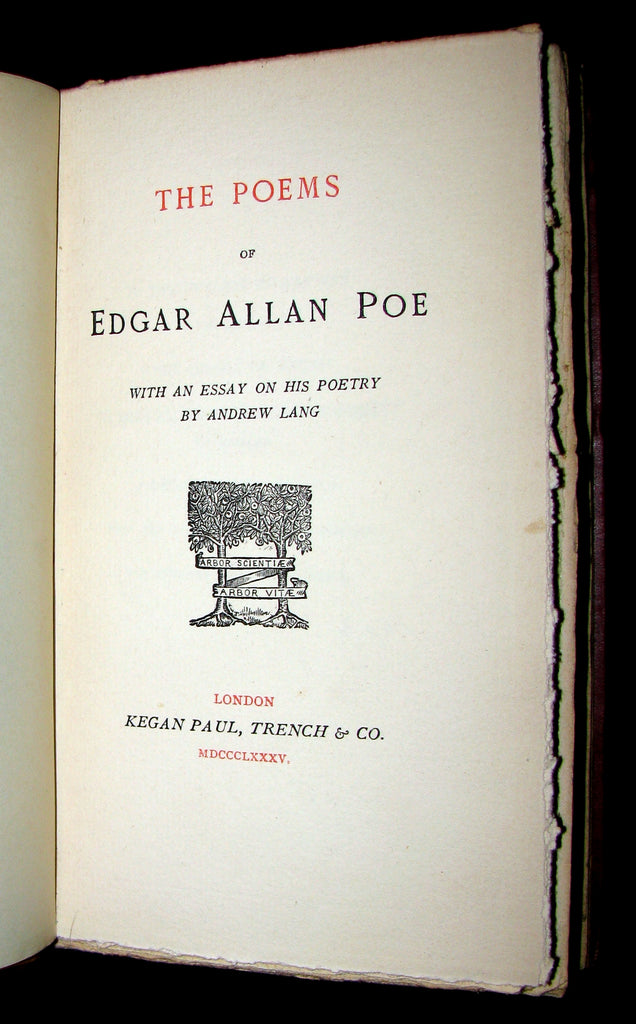 THE POEMS
OF
EDGAR ALLAN POE
WITH AN ESSAY ON HIS POETRY
BY ANDREW LANG
ARBOR SCIENTIÆ
ARBOR VITÆ
LONDON
KEGAN PAUL, TRENCH & CO.
MDCCCLXXXV.